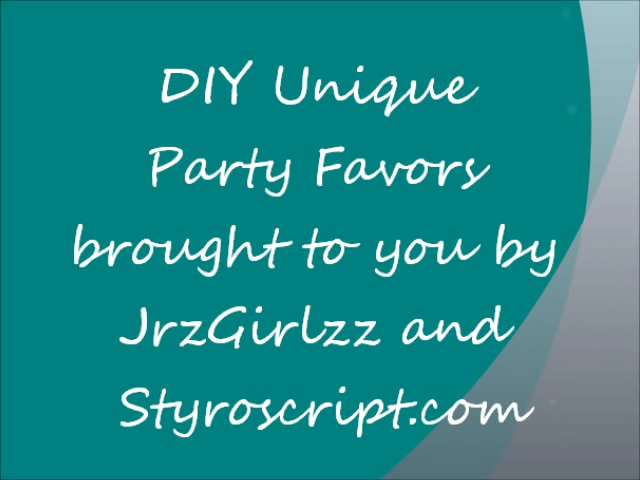 DIY Unique
Party Favors
brought to you by
JrzGirlzz and
Styroscript.com